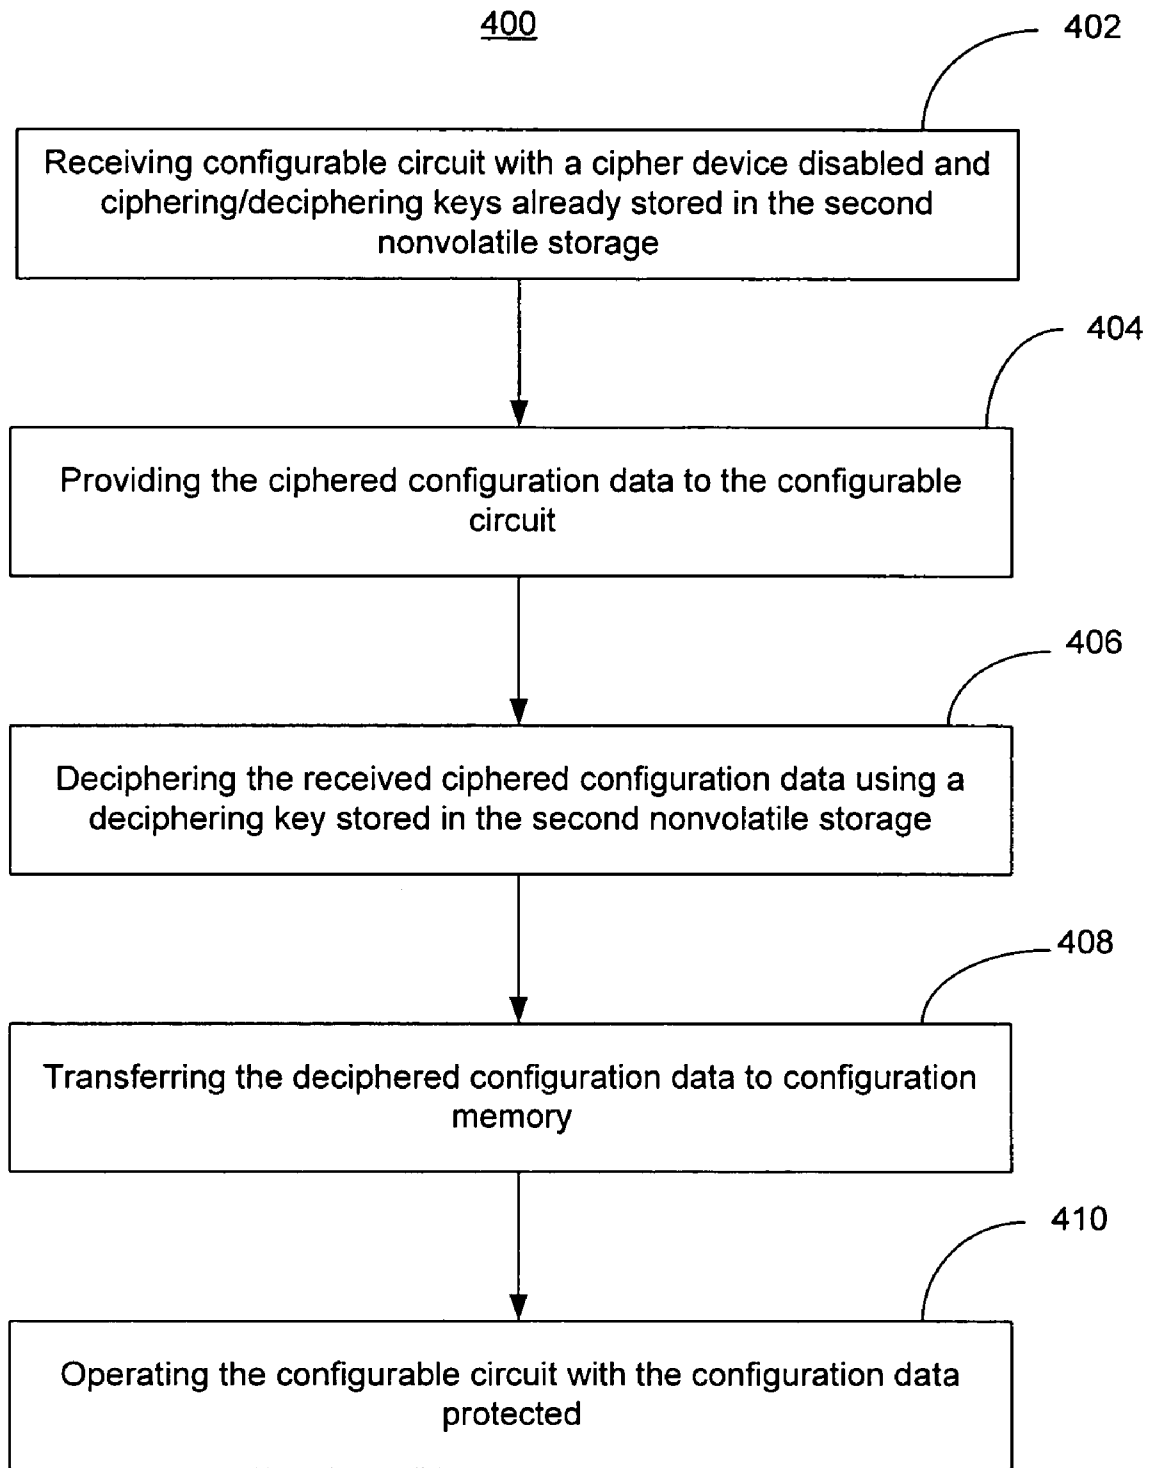 400
402
Receiving configurable circuit with a cipher device disabled and
ciphering/deciphering keys already stored in the second
nonvolatile storage
404
Providing the ciphered configuration data to the configurable
circuit
406
Deciphering the received ciphered configuration data using a
deciphering key stored in the second nonvolatile storage
408
Transferring the deciphered configuration data to configuration
memory
410
Operating the configurable circuit with the configuration data
protected